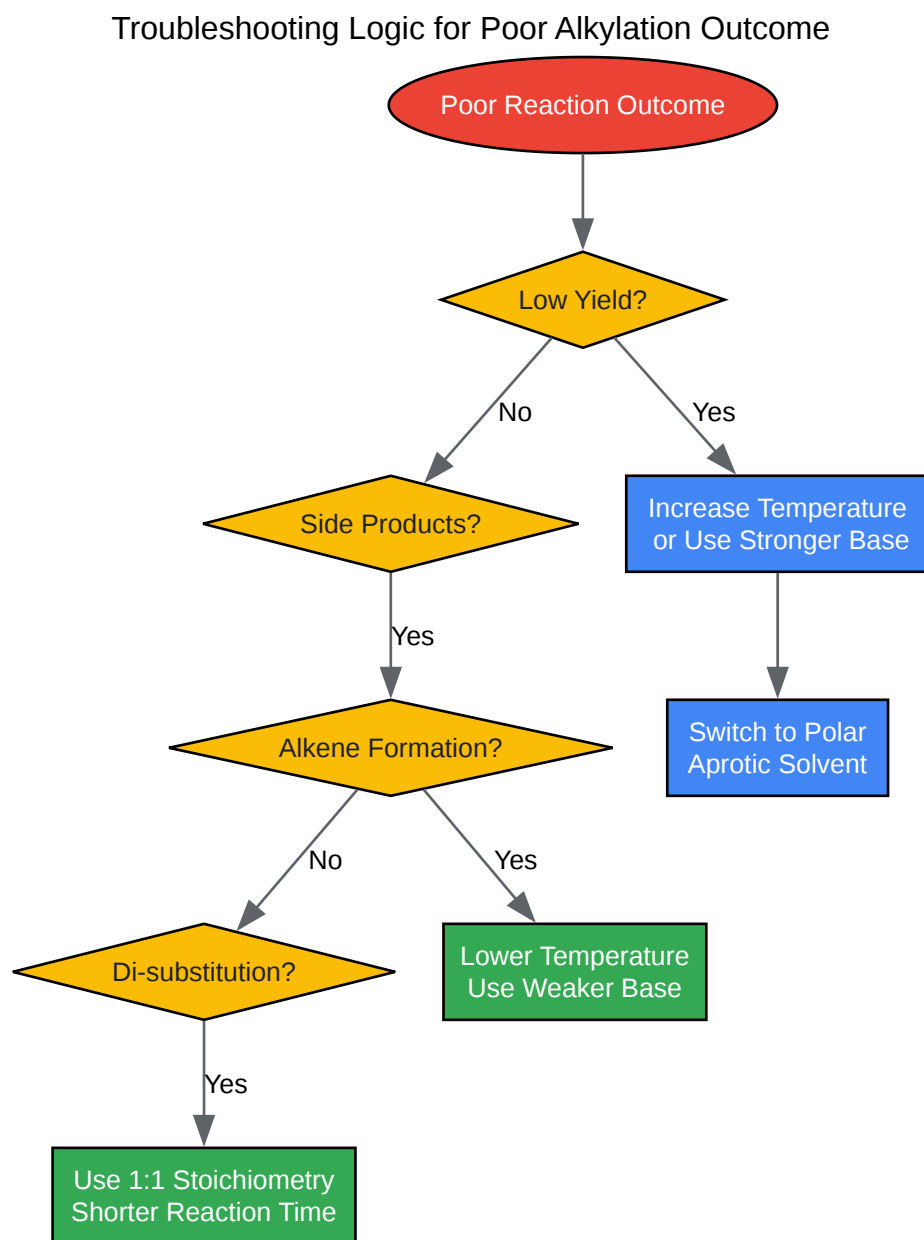 Troubleshooting Logic for Poor Alkylation Outcome
Poor Reaction Outcome
Low Yield?
No
Yes
Side Products?
Increase Temperature
or Use Stronger Base
Yes
Alkene Formation?
Switch to Polar
Aprotic Solvent
No
Yes
Di-substitution?
Lower Temperature
Use Weaker Base
Yes
Use 1:1 Stoichiometry
Shorter Reaction Time